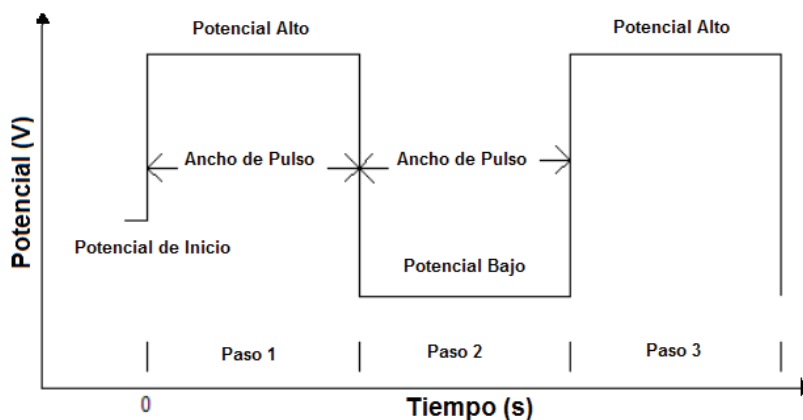 Potencial Alto
Potencial Alto
Potencial (V)
Ancho de Pulso
Ancho de Pulso
Potencial de Inicio
Potencial Bajo
Paso 1
Paso 2
Paso 3
0
Tiempo (s)